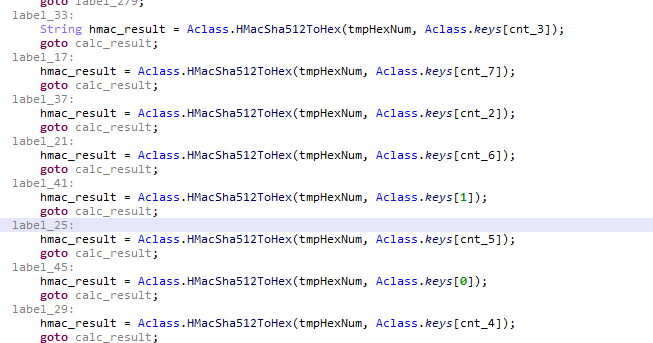 goto label_279;
label_33:
String hmac_result = Aclass.HMacSha512ToHex(tmpHexNum, Aclass.keys[cnt_3]);
goto calc_result;
label_17:
hmac_result = Aclass.HMacSha512ToHex(tmpHexNum, Aclass.keys[cnt_7]);
goto calc_result;
label_37:
hmac_result = Aclass.HMacSha512ToHex(tmpHexNum, Aclass.keys[cnt_2]);
goto calc_result;
label_21:
hmac_result = Aclass.HMacSha512ToHex(tmpHexNum, Aclass.keys[cnt_6]);
goto calc_result;
label_41:
hmac_result = Aclass.HMacSha512ToHex(tmpHexNum, Aclass.keys[1]);
goto calc_result;
label_25:
hmac_result = Aclass.HMacSha512ToHex(tmpHexNum, Aclass.keys[cnt_5]);
goto calc_result;
label_45:
hmac_result = Aclass.HMacSha512ToHex(tmpHexNum, Aclass.keys[0]);
goto calc_result;
label_29:
hmac_result = Aclass.HMacSha512ToHex(tmpHexNum, Aclass.keys[cnt_4]);
goto calc_result;